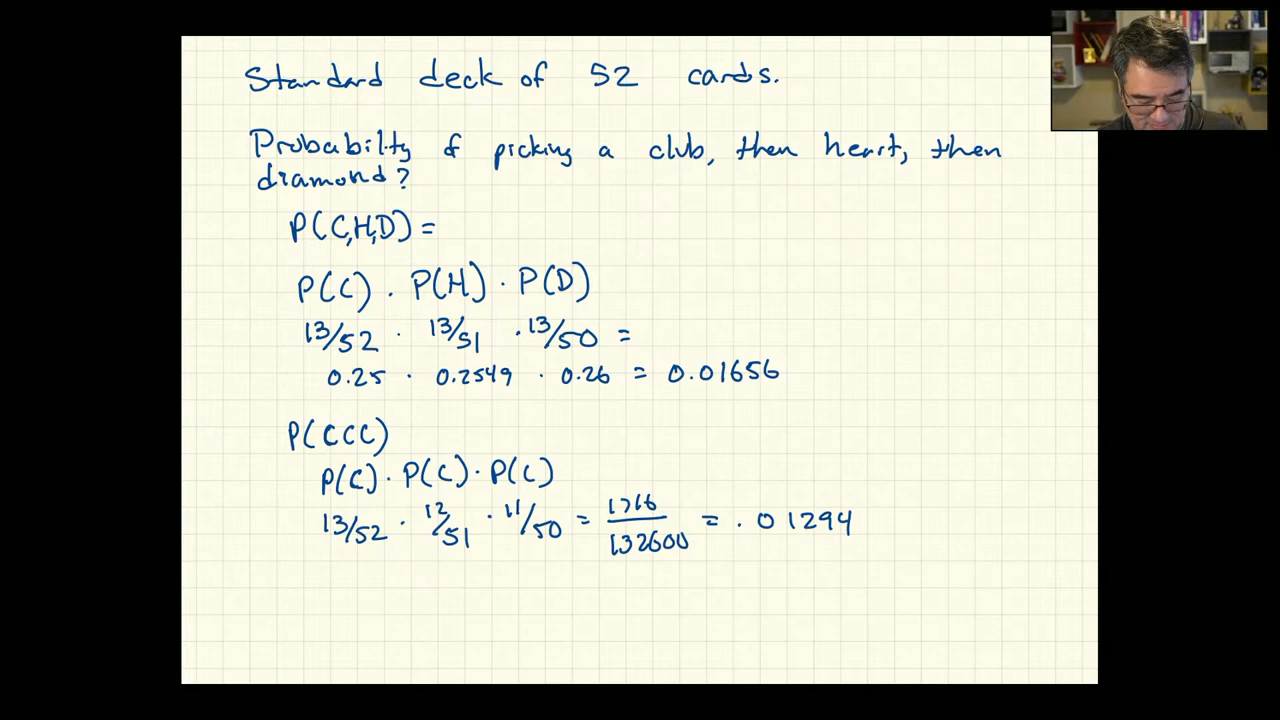 Standard deck of 52 cards.
Probabilty of picking a club, then heart, then
diamond?
P(C,H,D) =
P(C) · P(H) · P(D)
13/52 · 13/51 · 13/50 =
0.25 · 0.2549 · 0.26 = 0.01656
P(CCC)
P(C) · P(C) · P(C)
13/52 · 12/51 · 11/50 = 1716/132600 = .01294